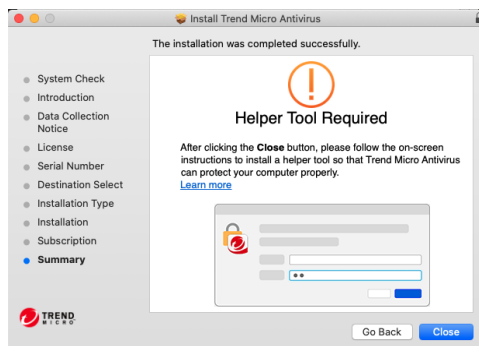 Install Trend Micro Antivirus
The installation was completed successfully.
System Check
Introduction
Data Collection
Notice
License
Serial Number
Destination Select
Installation Type
Installation
Subscription
Summary
Helper Tool Required
After clicking the Close button, please follow the on-screen
instructions to install a helper tool so that Trend Micro Antivirus
can protect your computer properly.
Learn more
TREND
MICRO
Go Back
Close